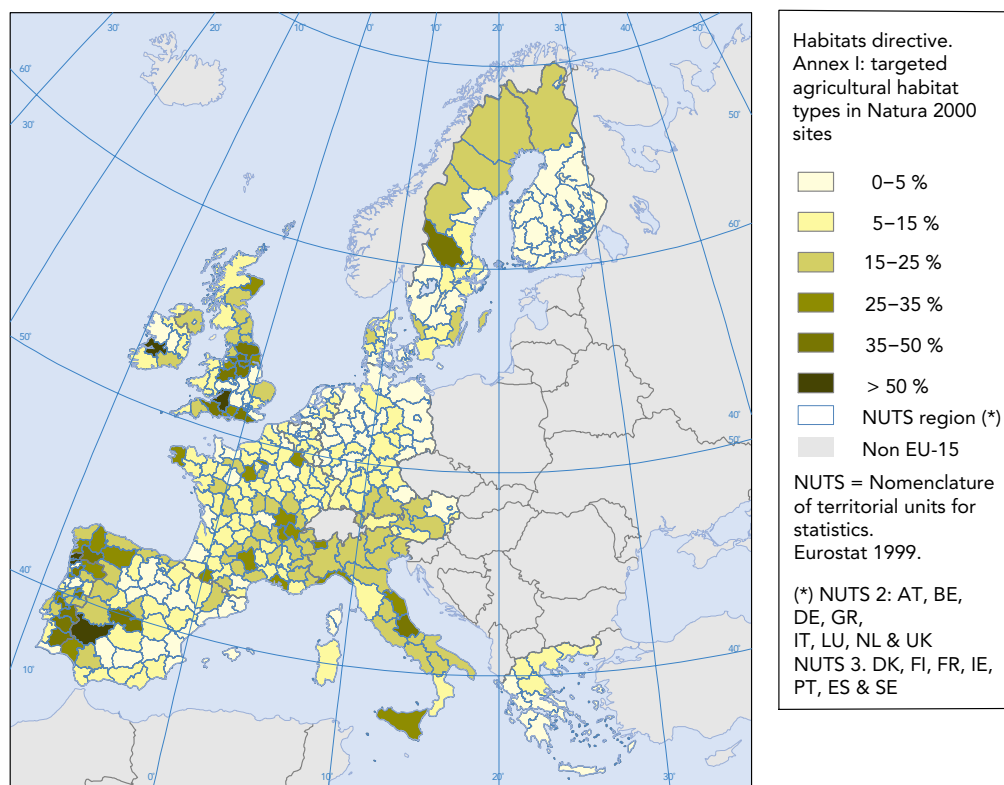 30'
20'
10'
0'
10'
20'
30'
40'
50'
60'
60'
30'
50'
50'
60'
40'
50'
40'
40'
10'
0'
10'
20'
30'
Habitats directive.
Annex I: targeted
agricultural habitat
types in Natura 2000
sites
0–5 %
5–15 %
15–25 %
25–35 %
35–50 %
> 50 %
NUTS region (*)
Non EU-15
NUTS = Nomenclature
of territorial units for
statistics.
Eurostat 1999.
(*) NUTS 2: AT, BE,
DE, GR,
IT, LU, NL & UK
NUTS 3. DK, FI, FR, IE,
PT, ES & SE